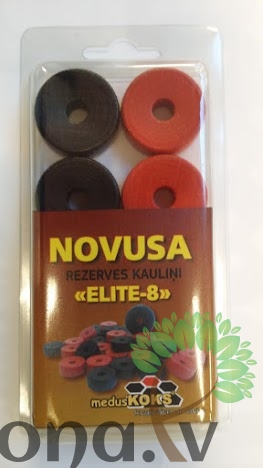 NOVUSA
REZERVES KAULIŅI
«ELITE-8»
medusKOKS
ona.lv